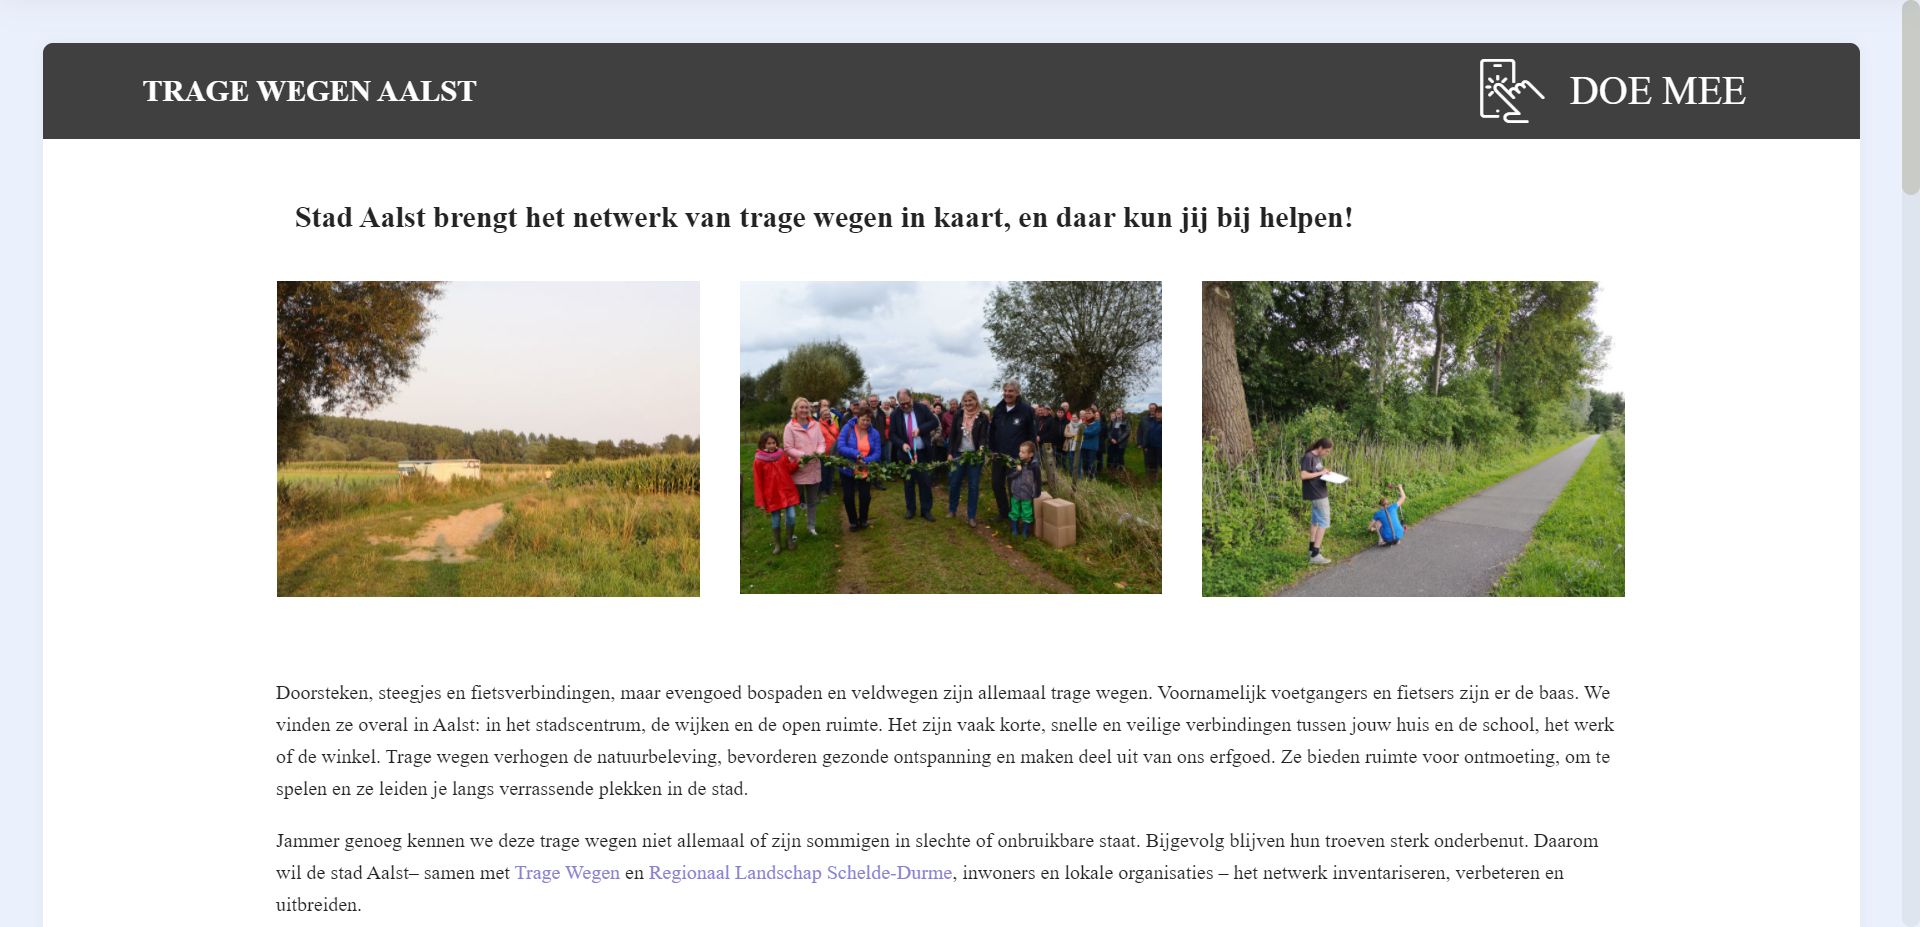 TRAGE WEGEN AALST
DOE MEE
Stad Aalst brengt het netwerk van trage wegen in kaart, en daar kun jij bij helpen!
Doorsteken, steegjes en fietsverbindingen, maar evengoed bospaden en veldwegen zijn allemaal trage wegen. Voornamelijk voetgangers en fietsers zijn er de baas. We
vinden ze overal in Aalst: in het stadscentrum, de wijken en de open ruimte. Het zijn vaak korte, snelle en veilige verbindingen tussen jouw huis en de school, het werk
of de winkel. Trage wegen verhogen de natuurbeleving, bevorderen gezonde ontspanning en maken deel uit van ons erfgoed. Ze bieden ruimte voor ontmoeting, om te
spelen en ze leiden je langs verrassende plekken in de stad.
Jammer genoeg kennen we deze trage wegen niet allemaal of zijn sommigen in slechte of onbruikbare staat. Bijgevolg blijven hun troeven sterk onderbenut. Daarom
wil de stad Aalst– samen met Trage Wegen en Regionaal Landschap Schelde-Durme, inwoners en lokale organisaties – het netwerk inventariseren, verbeteren en
uitbreiden.